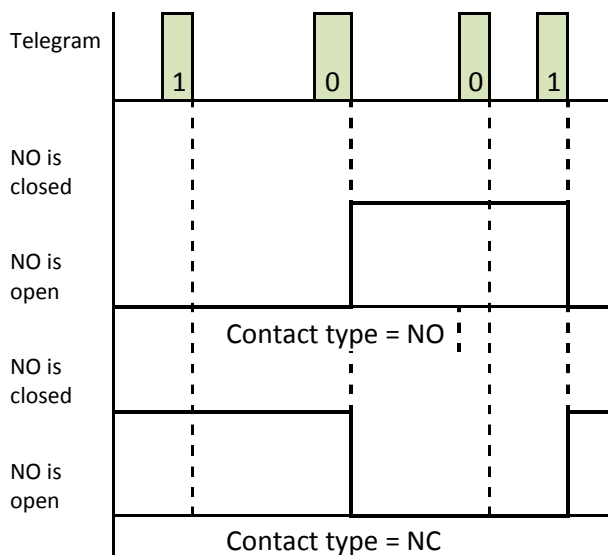 Telegram
1 0 0 1
NO is
closed
NO is
open
Contact type = NO
NO is
closed
NO is
open
Contact type = NC